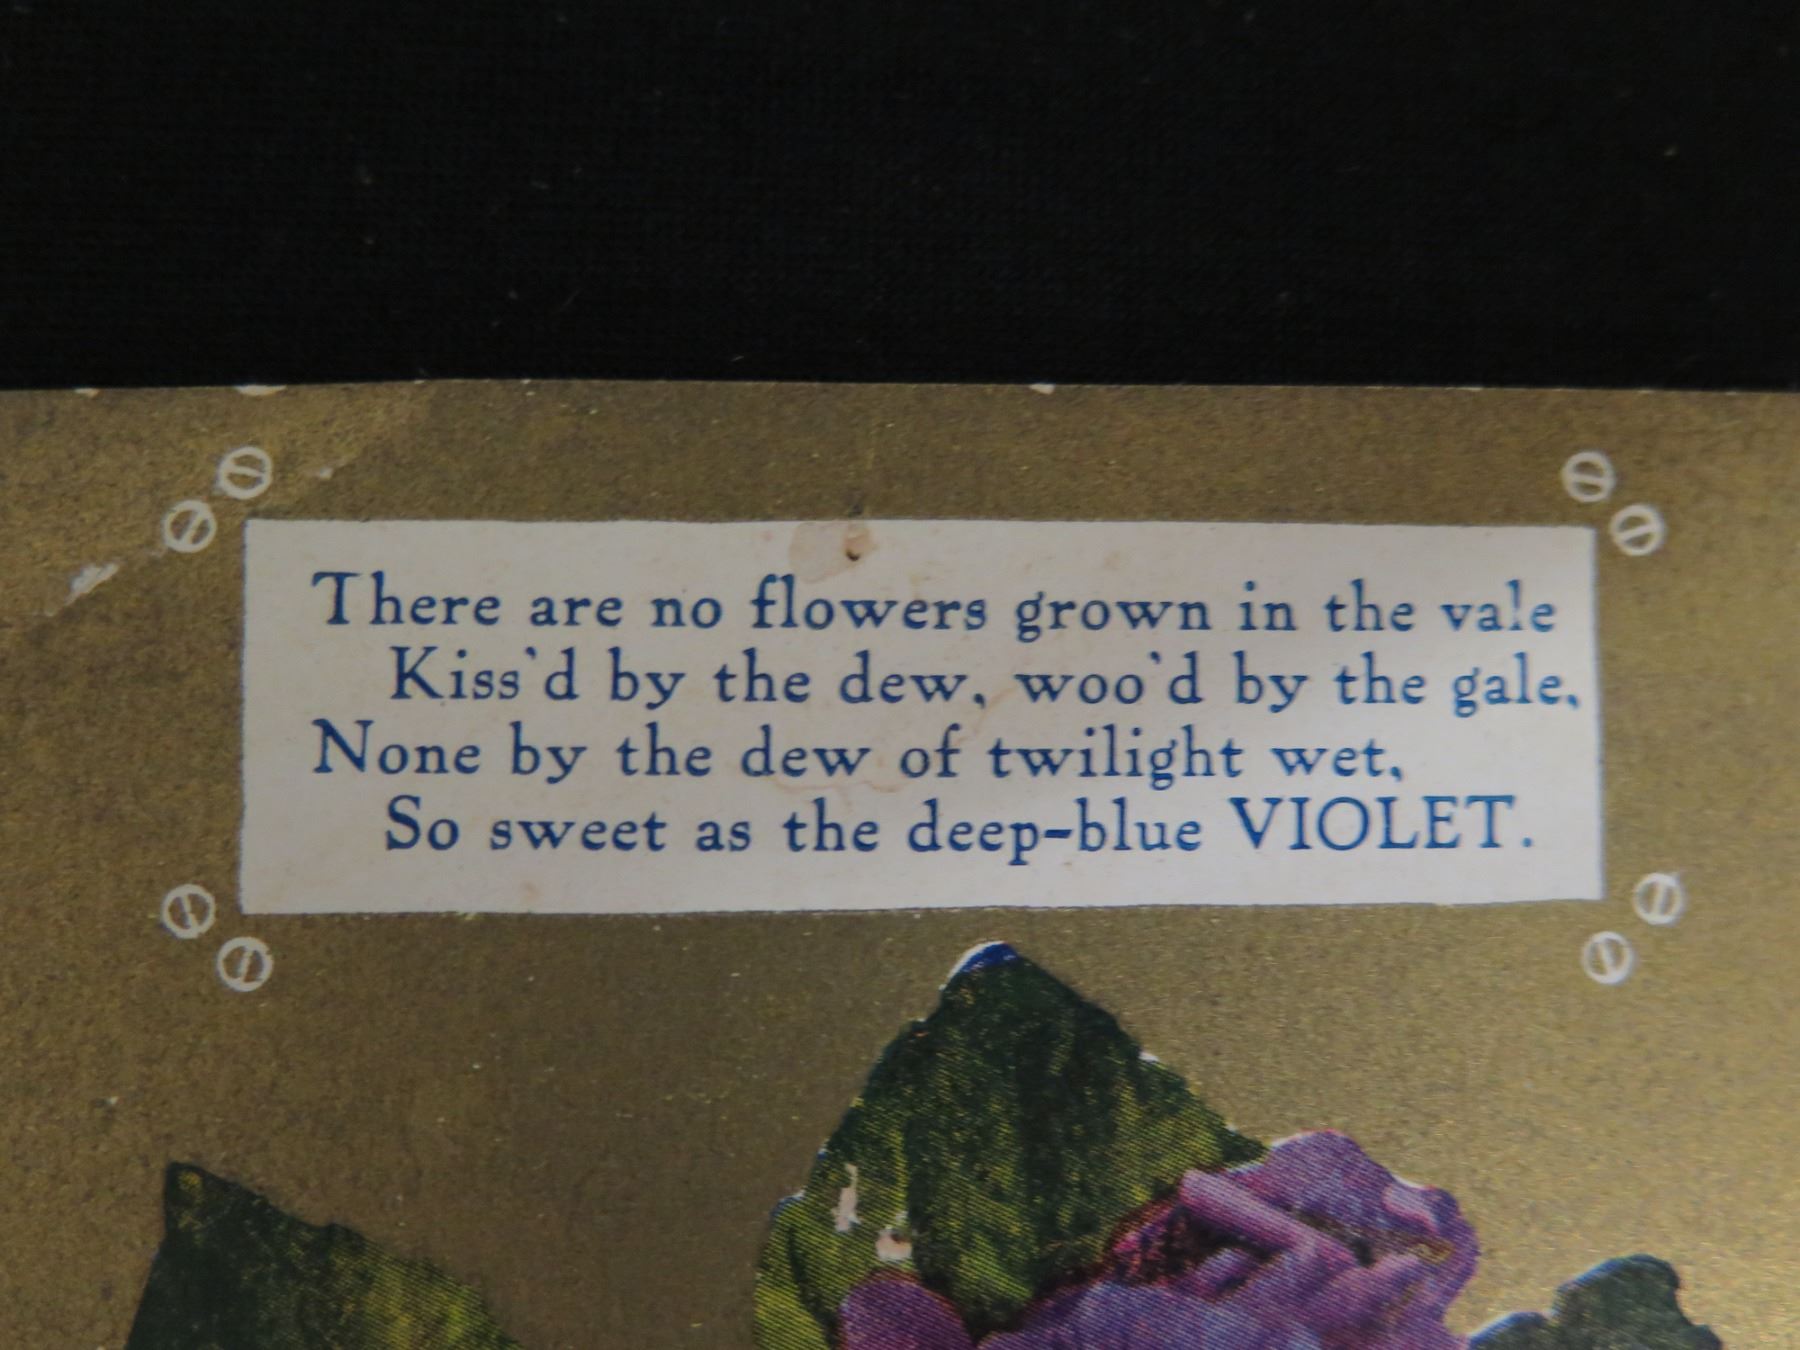 There are no flowers grown in the vale
Kiss'd by the dew, woo'd by the gale,
None by the dew of twilight wet,
So sweet as the deep-blue VIOLET.